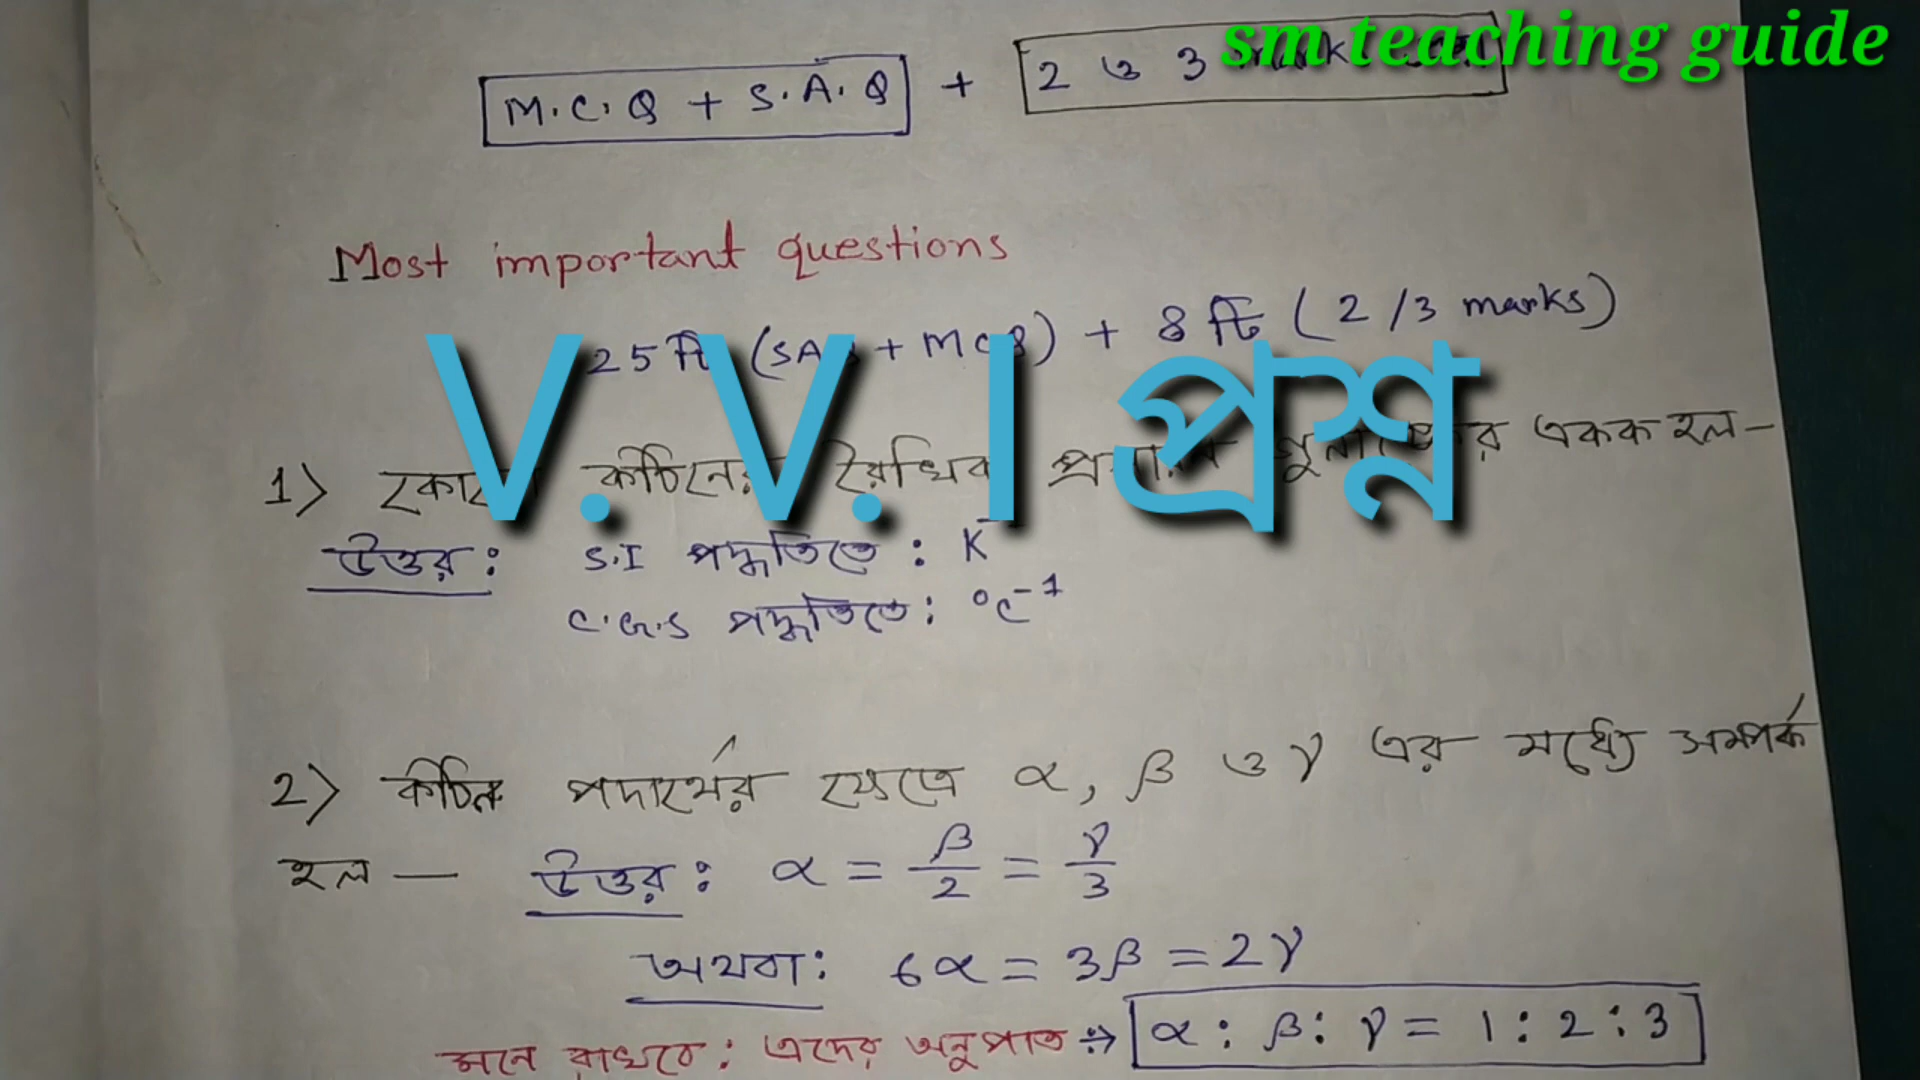 sm teaching guide
M.C.Q + S.A.Q + 2 ও 3 mark
Most important questions
25 টি (SAQ + MCQ) + 8 টি (2/3 marks)
V. V. I প্রশ্ন
1) কঠিনের রৈখিক প্রসারণ গুণাঙ্কের একক হল-
উত্তর: S.I পদ্ধতিতে : K
C.G.S পদ্ধতিতে: °C⁻¹
2) কঠিন পদার্থের ক্ষেত্রে α, β ও γ এর মধ্যে সম্পর্ক
হল — উত্তর: α = β/2 = γ/3
অথবা: 6α = 3β = 2γ
মনে রাখবে: এদের অনুপাত ⇒ α : β : γ = 1 : 2 : 3